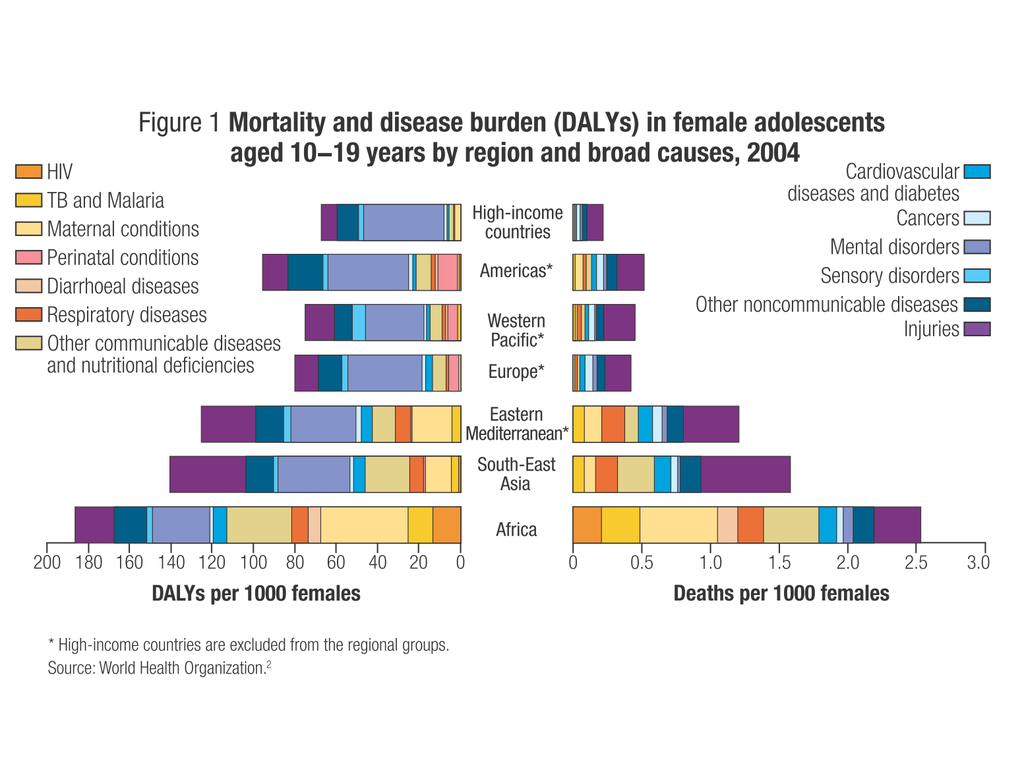 Figure 1 Mortality and disease burden (DALYs) in female adolescents
aged 10–19 years by region and broad causes, 2004
HIV
TB and Malaria
Maternal conditions
Perinatal conditions
Diarrhoeal diseases
Respiratory diseases
Other communicable diseases
and nutritional deficiencies
Cardiovascular
diseases and diabetes
Cancers
Mental disorders
Sensory disorders
Other noncommunicable diseases
Injuries
High-income
countries
Americas*
Western
Pacific*
Europe*
Eastern
Mediterranean*
South-East
Asia
Africa
200 180 160 140 120 100 80 60 40 20 0
0 0.5 1.0 1.5 2.0 2.5 3.0
DALYs per 1000 females
Deaths per 1000 females
* High-income countries are excluded from the regional groups.
Source: World Health Organization.2